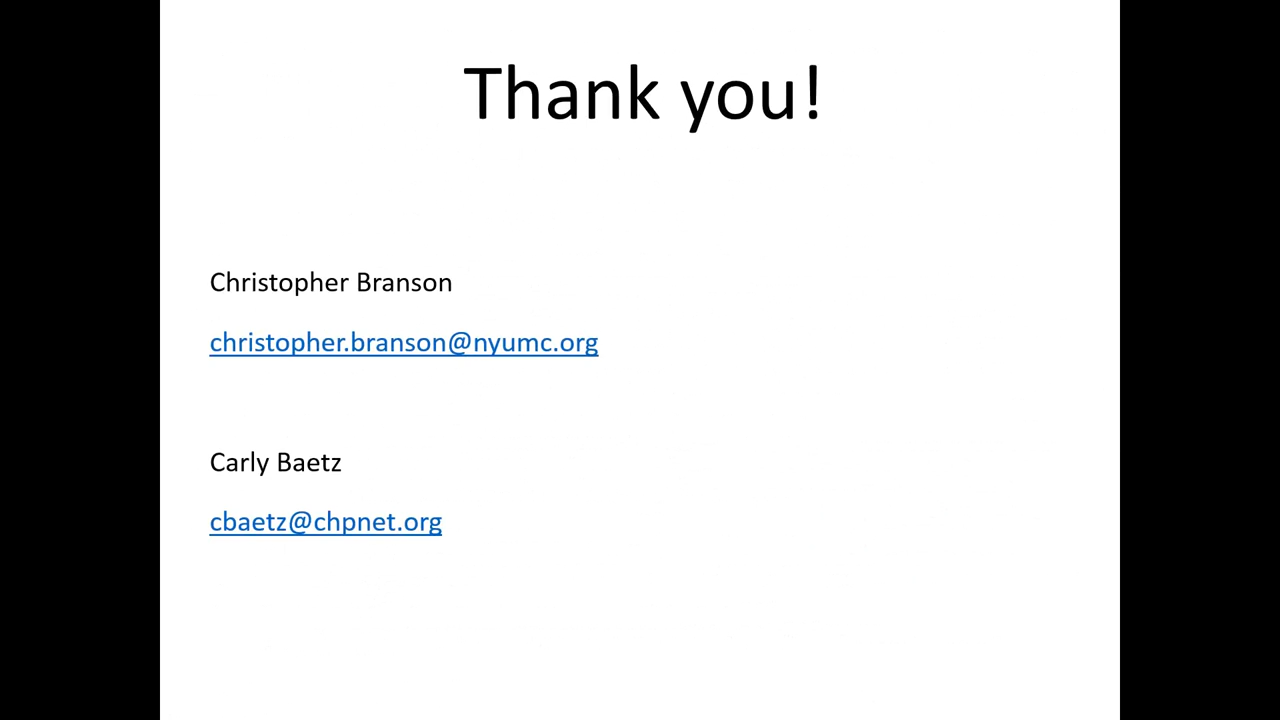 Thank you!
Christopher Branson
christopher.branson@nyumc.org
Carly Baetz
cbaetz@chpnet.org